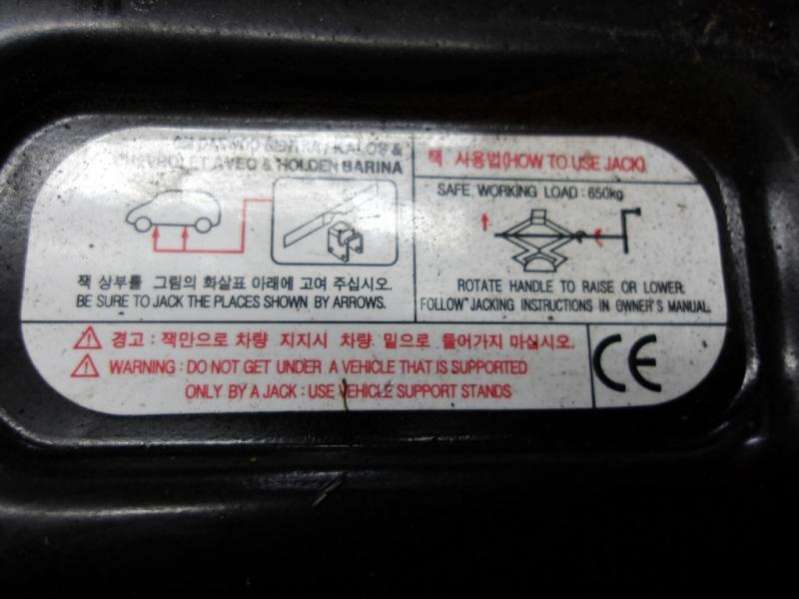 KALOS &
CHEVROLET AVEO & HOLDEN BARINA
잭 상부를 그림의 화살표 아래에 고여 주십시오.
BE SURE TO JACK THE PLACES SHOWN BY ARROWS.
잭 사용법(HOW TO USE JACK)
SAFE WORKING LOAD : 650kg
ROTATE HANDLE TO RAISE OR LOWER.
FOLLOW JACKING INSTRUCTIONS IN OWNER'S MANUAL.
경고 : 잭만으로 차량 지지시 차량 밑으로 들어가지 마십시오.
WARNING : DO NOT GET UNDER A VEHICLE THAT IS SUPPORTED
ONLY BY A JACK : USE VEHICLE SUPPORT STANDS
CE